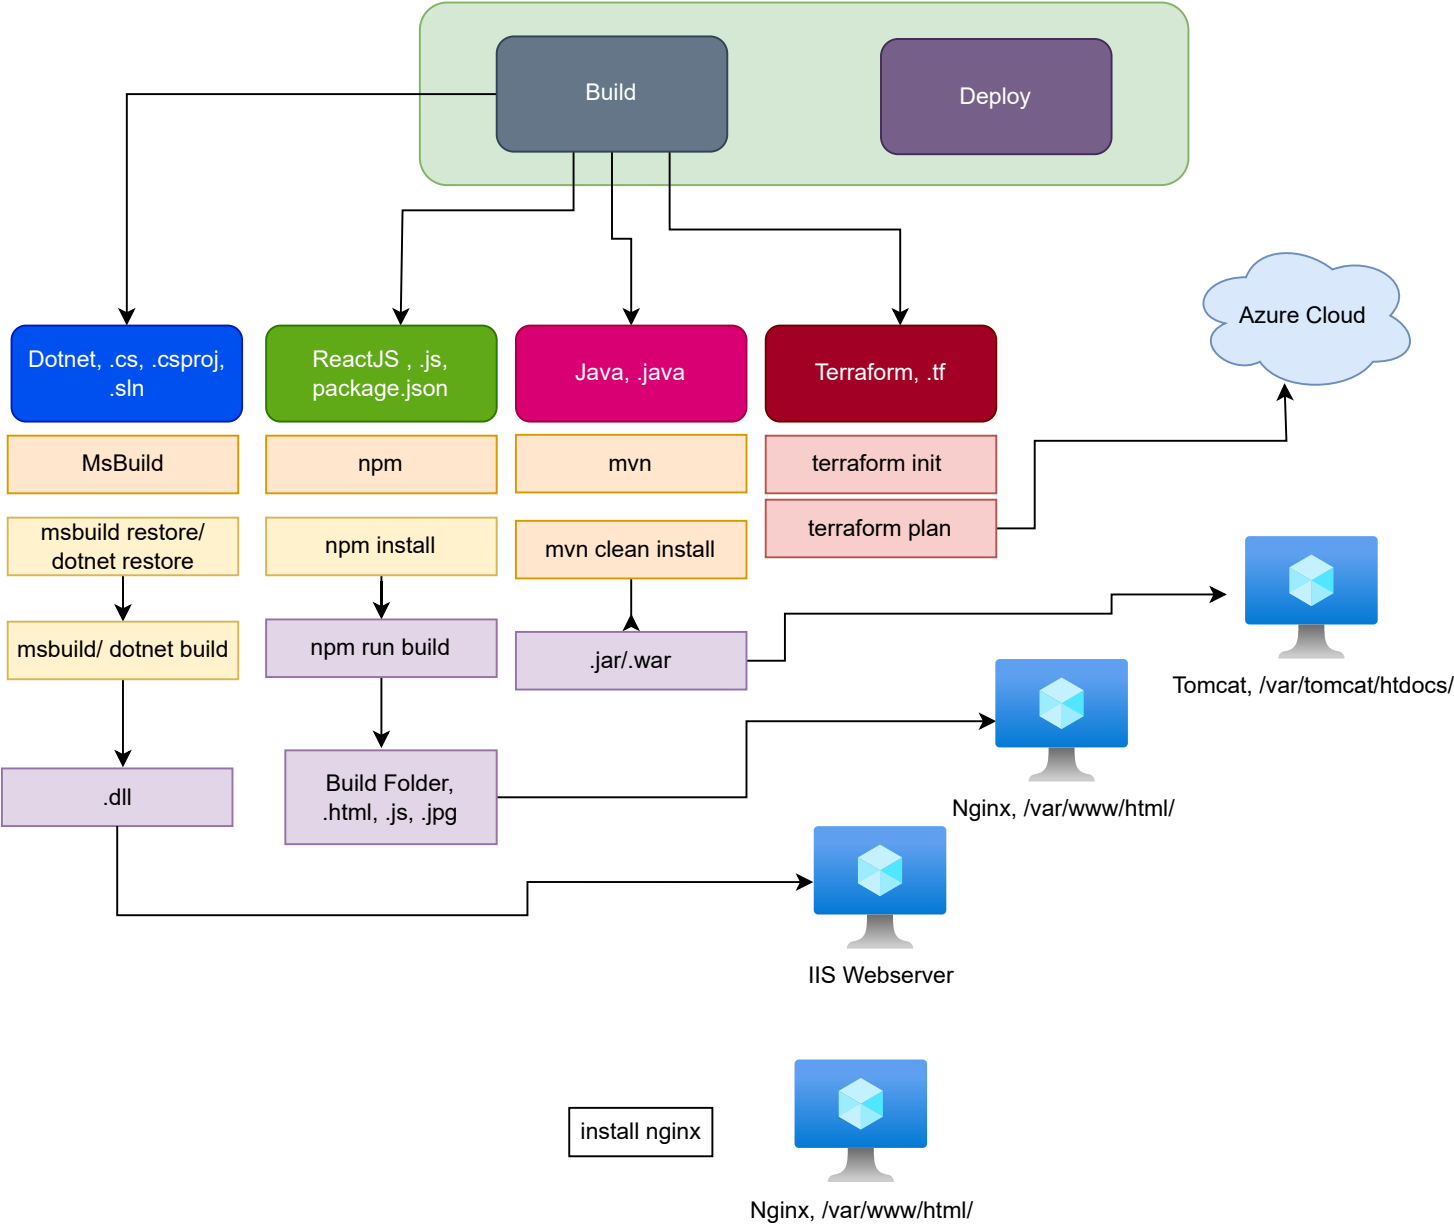 Build
Deploy
Azure Cloud
Dotnet, .cs, .csproj,
.sln
ReactJS , .js,
package.json
Java, .java
Terraform, .tf
MsBuild
npm
mvn
terraform init
terraform plan
msbuild restore/
dotnet restore
npm install
mvn clean install
msbuild/ dotnet build
npm run build
.jar/.war
Tomcat, /var/tomcat/htdocs/
.dll
Build Folder,
.html, .js, .jpg
Nginx, /var/www/html/
IIS Webserver
install nginx
Nginx, /var/www/html/